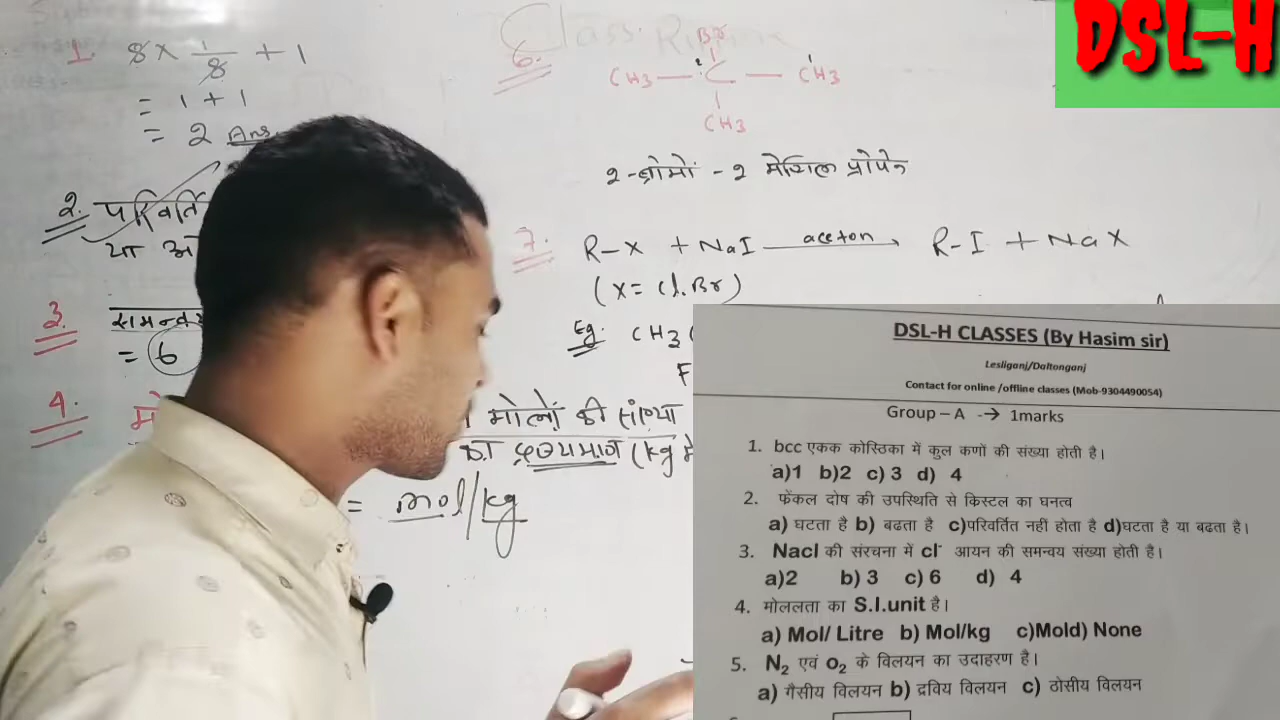 DSL-H
1. 8 × 1/8 + 1
= 1 + 1
= 2 Ans.
2. परिवर्ति
या
3.
= 6
4. मो
मोलों की संख्या
का द्रव्यमान (kg में
= mol/kg
6.
Br
CH3 — C — CH3
CH3
2-ब्रोमो -2 मेथिल प्रोपेन
7. R-X + NaI aceton R-I + NaX
(X= Cl.Br)
Eg: CH3
F
DSL-H CLASSES (By Hasim sir)
Lesliganj/Daltonganj
Contact for online /offline classes (Mob-9304490054)
Group – A -→ 1marks
1. bcc एकक कोस्ठिका में कुल कणों की संख्या होती है।
a)1 b)2 c) 3 d) 4
2. फेंकल दोष की उपस्थिति से किस्टल का घनत्व
a) घटता है b) बढता है c)परिवर्तित नहीं होता है d)घटता है या बढता है।
3. Nacl की संरचना में cl- आयन की समन्वय संख्या होती है।
a)2 b) 3 c) 6 d) 4
4. मोललता का S.I.unit है।
a) Mol/ Litre b) Mol/kg c)Mold) None
5. N2 एवं o2 के विलयन का उदाहरण है।
a) गैसीय विलयन b) द्रविय विलयन c) ठोसीय विलयन